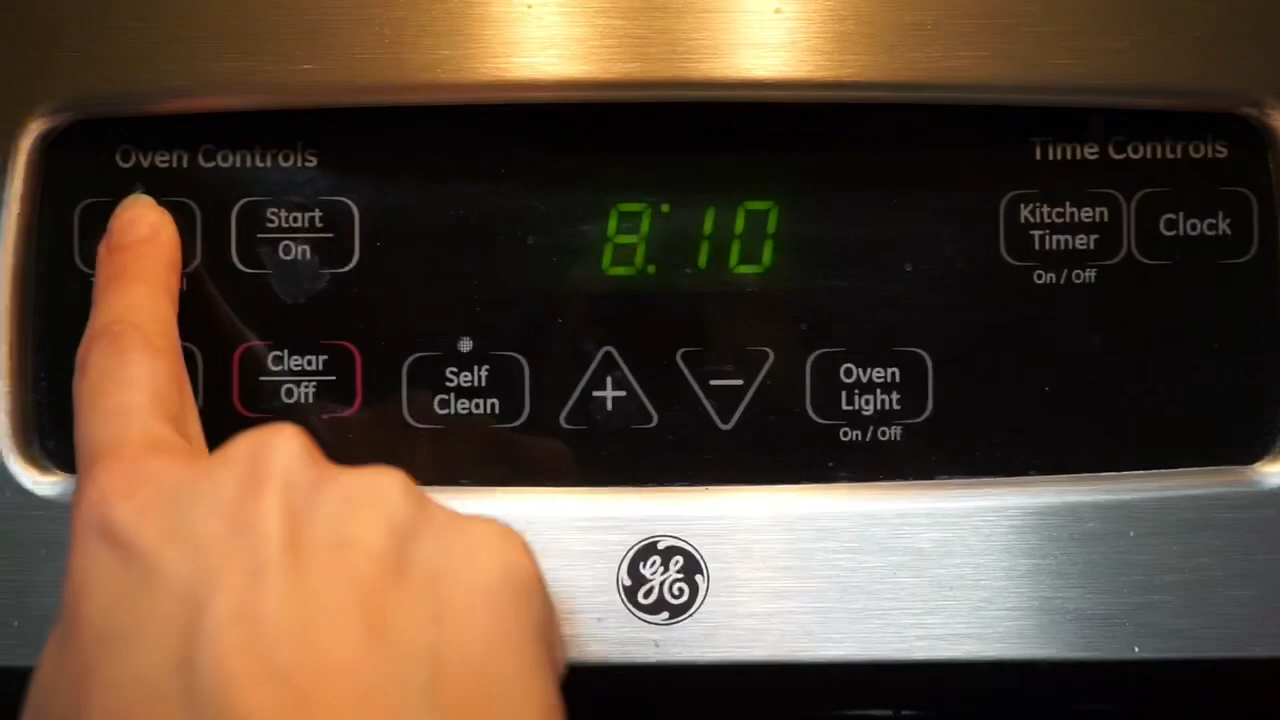 Oven Controls
Time Controls
Start
On
8:10
Kitchen
Timer
On / Off
Clock
Clear
Off
Self
Clean
+
−
Oven
Light
On / Off
GE